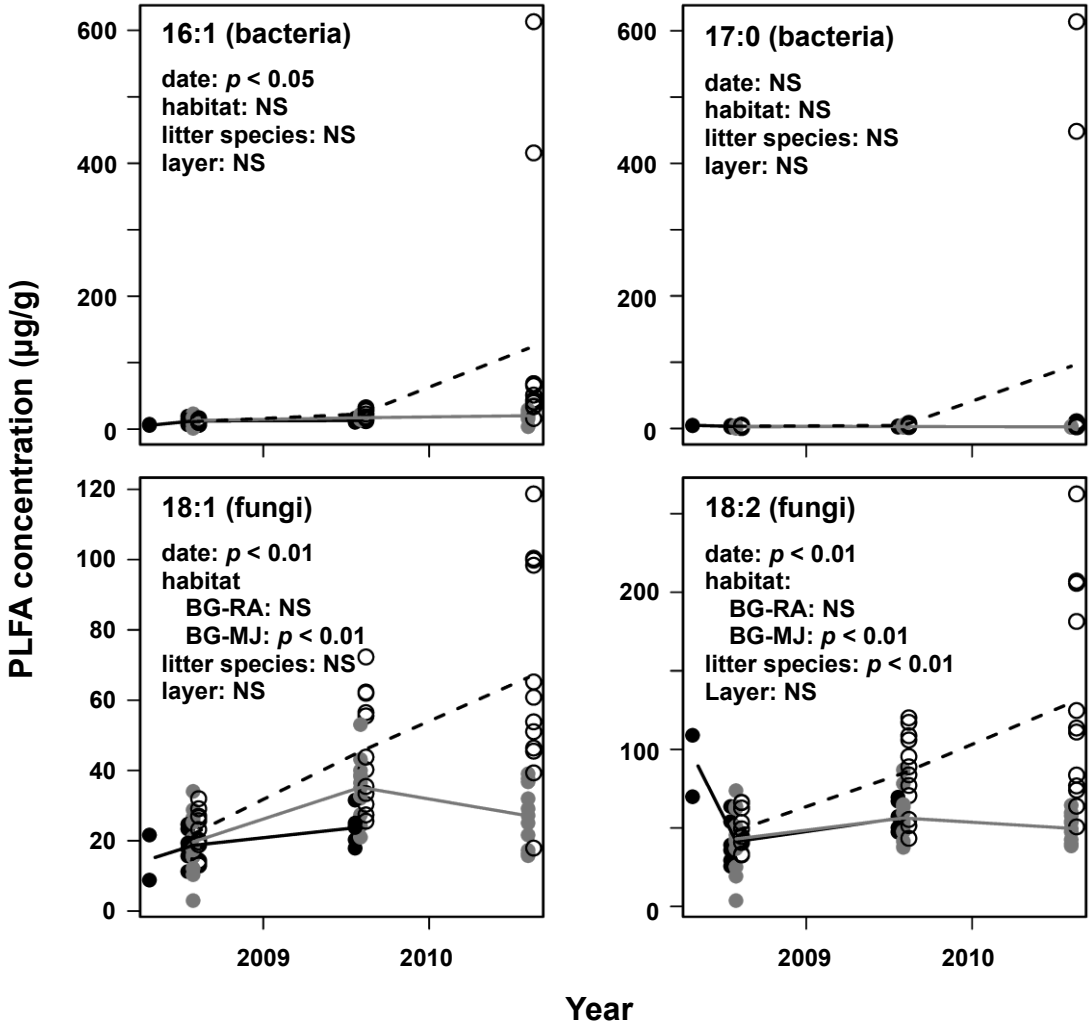 PLFA concentration (µg/g)
600
400
200
0
16:1 (bacteria)
date: p < 0.05
habitat: NS
litter species: NS
layer: NS
600
400
200
0
17:0 (bacteria)
date: NS
habitat: NS
litter species: NS
layer: NS
120
100
80
60
40
20
0
18:1 (fungi)
date: p < 0.01
habitat
BG-RA: NS
BG-MJ: p < 0.01
litter species: NS
layer: NS
2009
2010
200
100
0
18:2 (fungi)
date: p < 0.01
habitat:
BG-RA: NS
BG-MJ: p < 0.01
litter species: p < 0.01
Layer: NS
2009
2010
Year